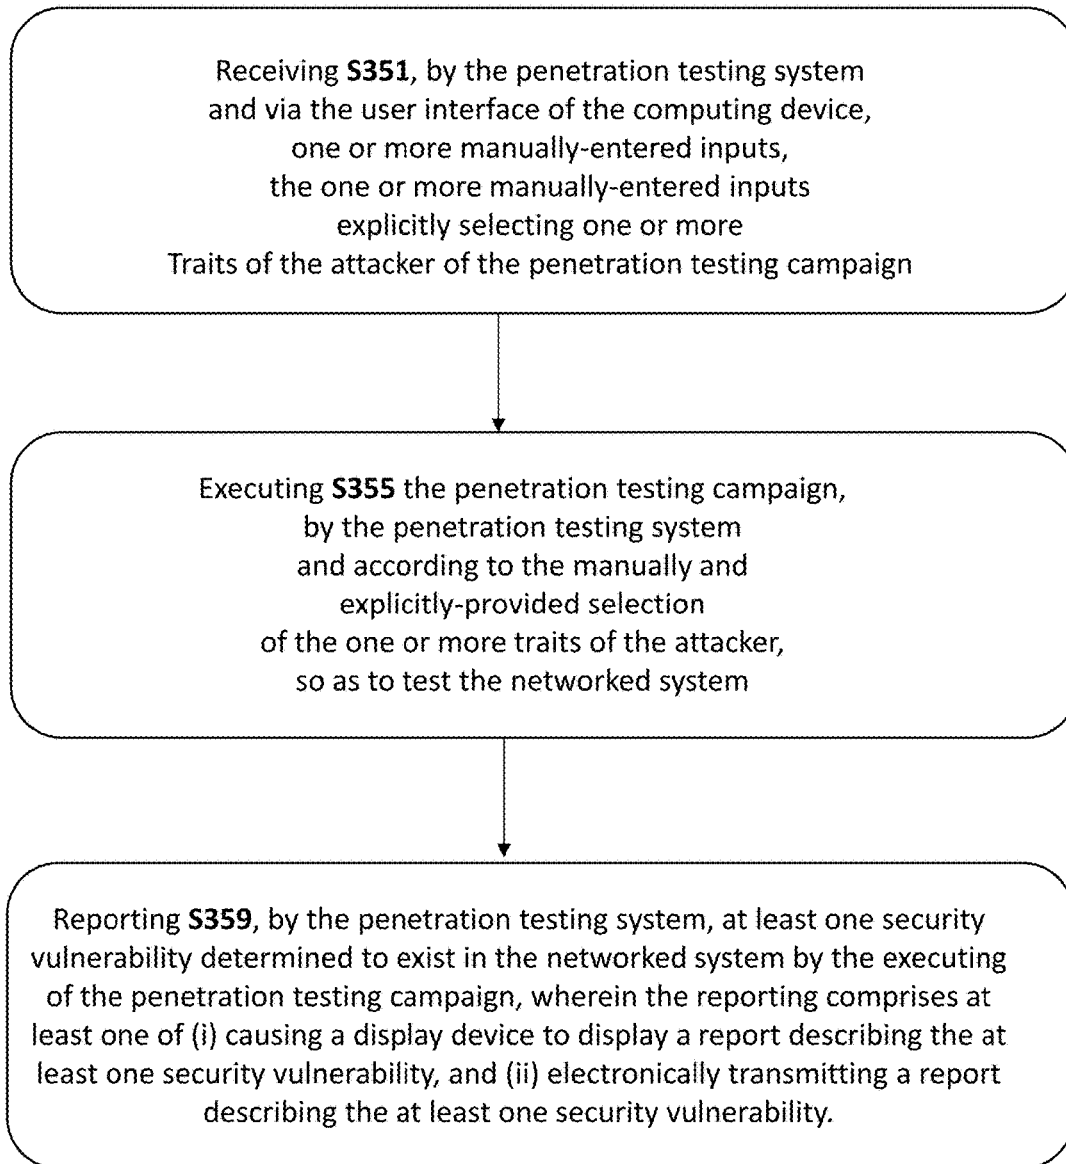 Receiving S351, by the penetration testing system
and via the user interface of the computing device,
one or more manually-entered inputs,
the one or more manually-entered inputs
explicitly selecting one or more
Traits of the attacker of the penetration testing campaign
Executing S355 the penetration testing campaign,
by the penetration testing system
and according to the manually and
explicitly-provided selection
of the one or more traits of the attacker,
so as to test the networked system
Reporting S359, by the penetration testing system, at least one security
vulnerability determined to exist in the networked system by the executing
of the penetration testing campaign, wherein the reporting comprises at
least one of (i) causing a display device to display a report describing the at
least one security vulnerability, and (ii) electronically transmitting a report
describing the at least one security vulnerability.